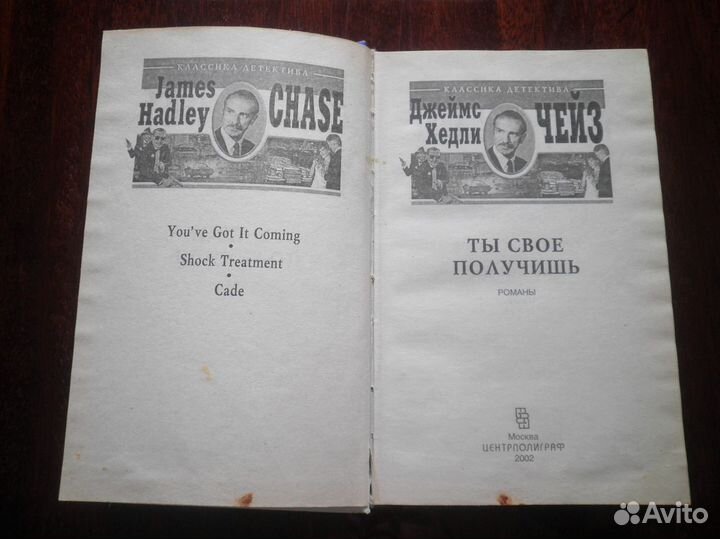 КЛАССИКА ДЕТЕКТИВА
James
Hadley
CHASE
You've Got It Coming
•
Shock Treatment
•
Cade
КЛАССИКА ДЕТЕКТИВА
Джеймс
Хедли
ЧЕЙЗ
ТЫ СВОЕ
ПОЛУЧИШЬ
РОМАНЫ
Москва
ЦЕНТРПОЛИГРАФ
2002
Avito